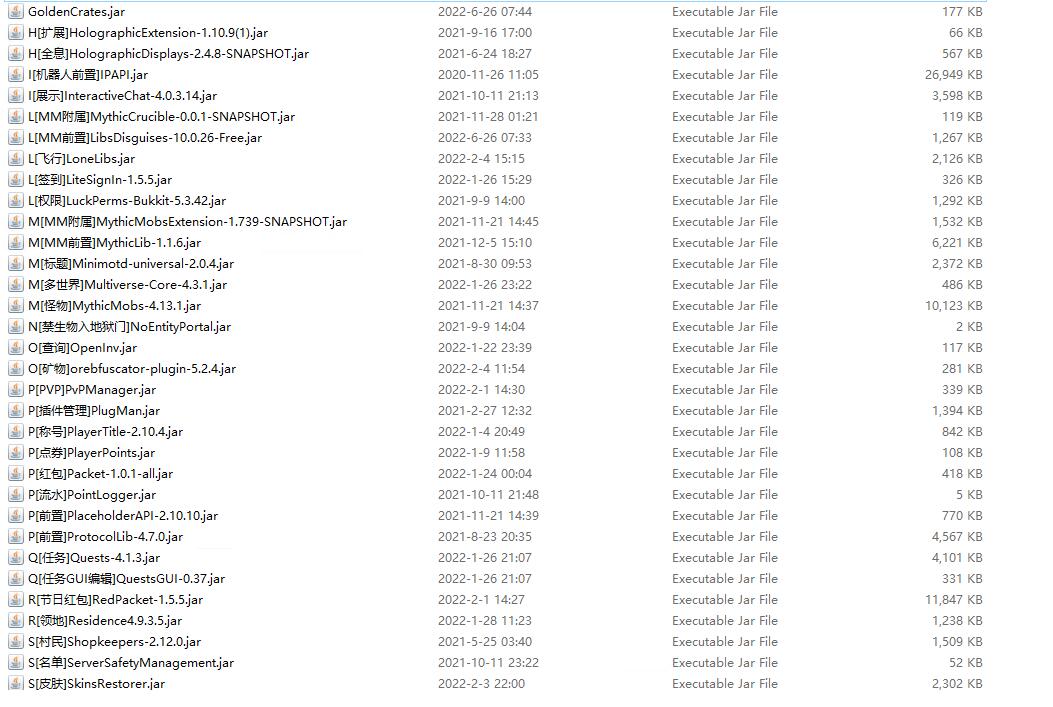 GoldenCrates.jar 2022-6-26 07:44 Executable Jar File 177 KB
H[扩展]HolographicExtension-1.10.9(1).jar 2021-9-16 17:00 Executable Jar File 66 KB
H[全息]HolographicDisplays-2.4.8-SNAPSHOT.jar 2021-6-24 18:27 Executable Jar File 567 KB
I[机器人前置]IPAPI.jar 2020-11-26 11:05 Executable Jar File 26,949 KB
I[展示]InteractiveChat-4.0.3.14.jar 2021-10-11 21:13 Executable Jar File 3,598 KB
L[MM附属]MythicCrucible-0.0.1-SNAPSHOT.jar 2021-11-28 01:21 Executable Jar File 119 KB
L[MM前置]LibsDisguises-10.0.26-Free.jar 2022-6-26 07:33 Executable Jar File 1,267 KB
L[飞行]LoneLibs.jar 2022-2-4 15:15 Executable Jar File 2,126 KB
L[签到]LiteSignIn-1.5.5.jar 2022-1-26 15:29 Executable Jar File 326 KB
L[权限]LuckPerms-Bukkit-5.3.42.jar 2021-9-9 14:00 Executable Jar File 1,292 KB
M[MM附属]MythicMobsExtension-1.739-SNAPSHOT.jar 2021-11-21 14:45 Executable Jar File 1,532 KB
M[MM前置]MythicLib-1.1.6.jar 2021-12-5 15:10 Executable Jar File 6,221 KB
M[标题]Minimotd-universal-2.0.4.jar 2021-8-30 09:53 Executable Jar File 2,372 KB
M[多世界]Multiverse-Core-4.3.1.jar 2022-1-26 23:22 Executable Jar File 486 KB
M[怪物]MythicMobs-4.13.1.jar 2021-11-21 14:37 Executable Jar File 10,123 KB
N[禁生物入地狱门]NoEntityPortal.jar 2021-9-9 14:04 Executable Jar File 2 KB
O[查询]OpenInv.jar 2022-1-22 23:39 Executable Jar File 117 KB
O[矿物]orebfuscator-plugin-5.2.4.jar 2022-2-4 11:54 Executable Jar File 281 KB
P[PVP]PvPManager.jar 2022-2-1 14:30 Executable Jar File 339 KB
P[插件管理]PlugMan.jar 2021-2-27 12:32 Executable Jar File 1,394 KB
P[称号]PlayerTitle-2.10.4.jar 2022-1-4 20:49 Executable Jar File 842 KB
P[点券]PlayerPoints.jar 2022-1-9 11:58 Executable Jar File 108 KB
P[红包]Packet-1.0.1-all.jar 2022-1-24 00:04 Executable Jar File 418 KB
P[流水]PointLogger.jar 2021-10-11 21:48 Executable Jar File 5 KB
P[前置]PlaceholderAPI-2.10.10.jar 2021-11-21 14:39 Executable Jar File 770 KB
P[前置]ProtocolLib-4.7.0.jar 2021-8-23 20:35 Executable Jar File 4,567 KB
Q[任务]Quests-4.1.3.jar 2022-1-26 21:07 Executable Jar File 4,101 KB
Q[任务GUI编辑]QuestsGUI-0.37.jar 2022-1-26 21:07 Executable Jar File 331 KB
R[节日红包]RedPacket-1.5.5.jar 2022-2-1 14:27 Executable Jar File 11,847 KB
R[领地]Residence4.9.3.5.jar 2022-1-28 11:23 Executable Jar File 1,238 KB
S[村民]Shopkeepers-2.12.0.jar 2021-5-25 03:40 Executable Jar File 1,509 KB
S[名单]ServerSafetyManagement.jar 2021-10-11 23:22 Executable Jar File 52 KB
S[皮肤]SkinsRestorer.jar 2022-2-3 22:00 Executable Jar File 2,302 KB